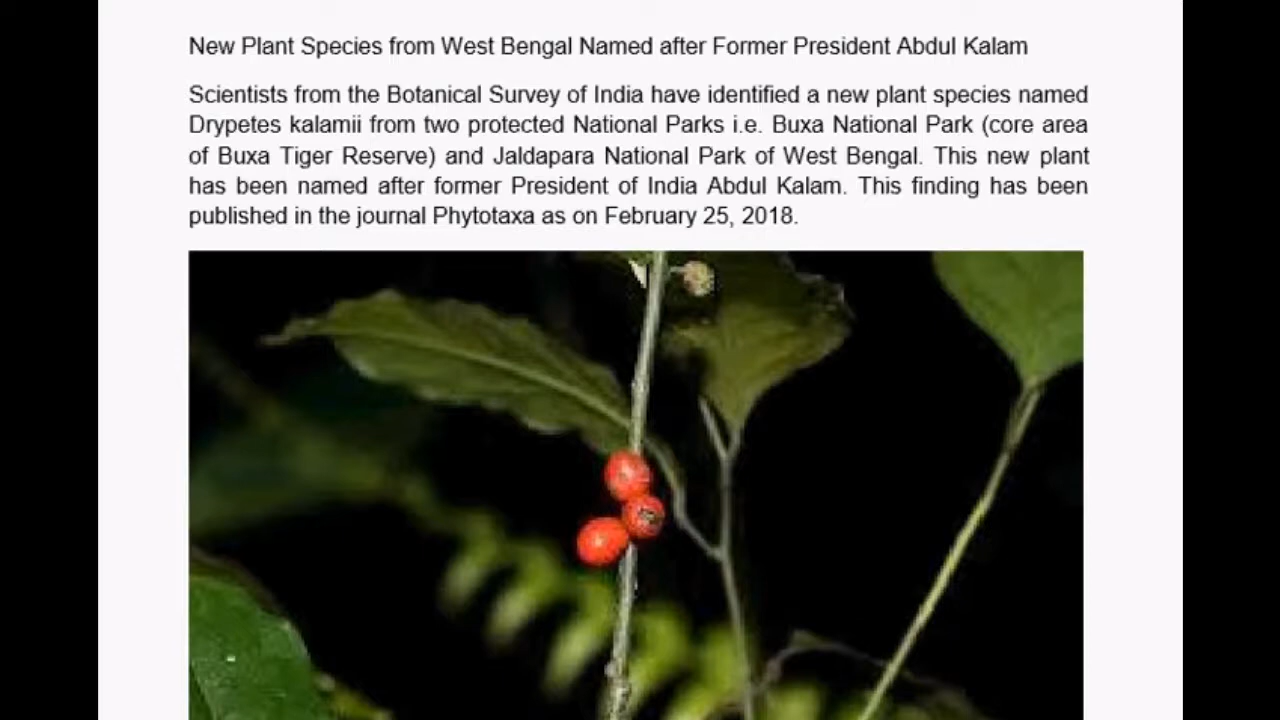 New Plant Species from West Bengal Named after Former President Abdul Kalam
Scientists from the Botanical Survey of India have identified a new plant species named
Drypetes kalamii from two protected National Parks i.e. Buxa National Park (core area
of Buxa Tiger Reserve) and Jaldapara National Park of West Bengal. This new plant
has been named after former President of India Abdul Kalam. This finding has been
published in the journal Phytotaxa as on February 25, 2018.